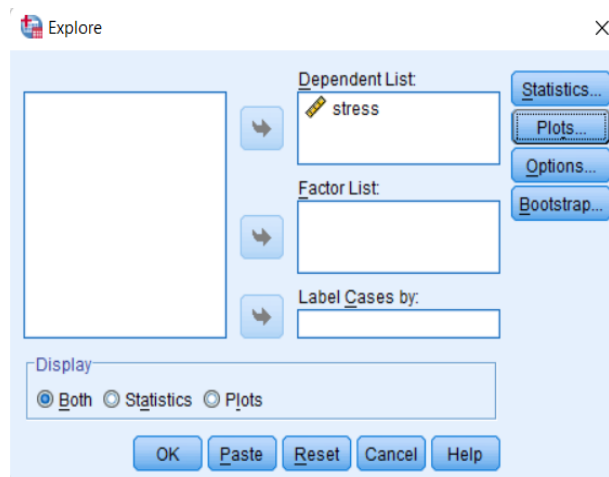 Explore
Dependent List:
stress
Statistics...
Plots...
Options...
Bootstrap...
Factor List:
Label Cases by:
Display
Both Statistics Plots
OK Paste Reset Cancel Help